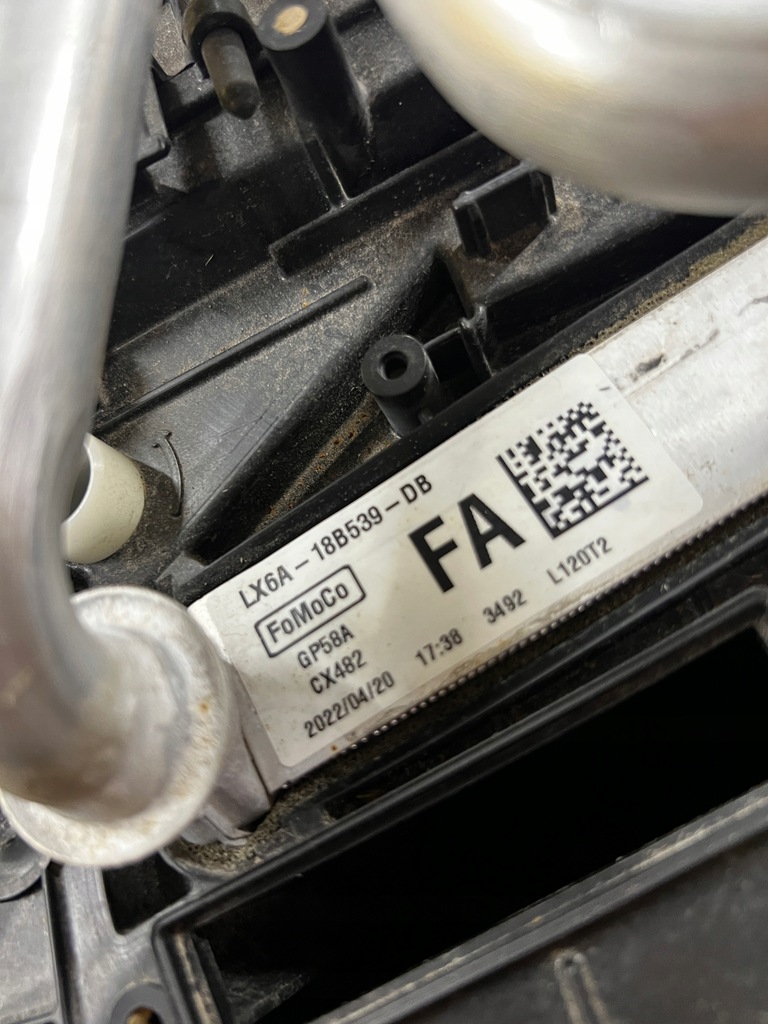 LX6A-18B539-DB
FoMoCo
FA
GP58A
CX482
2022/04/20 17:38 3492 L120T2